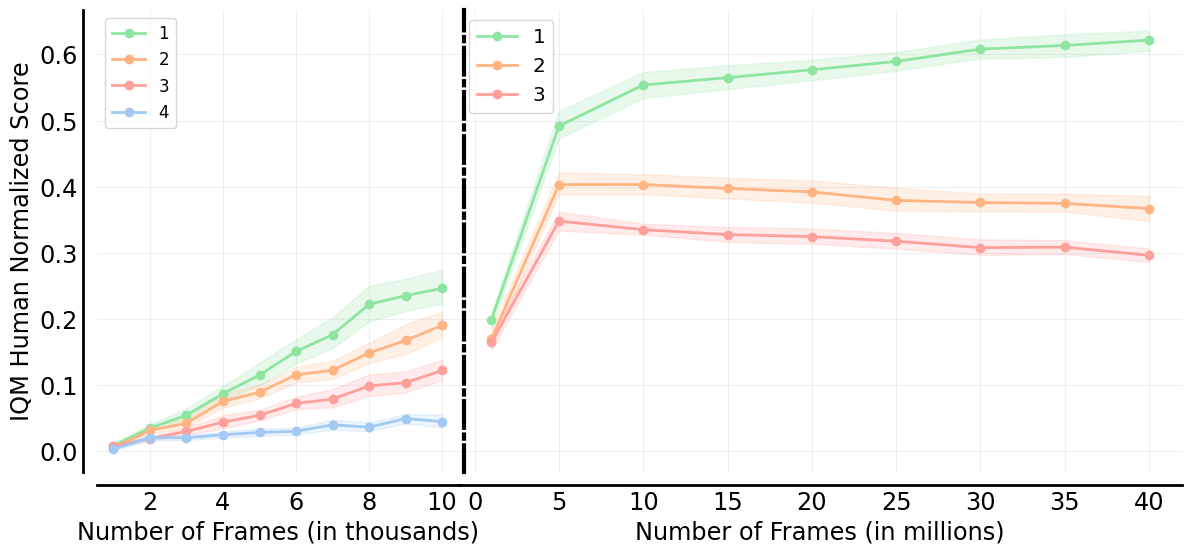 IQM Human Normalized Score
0.6
0.5
0.4
0.3
0.2
0.1
0.0
1
2
3
4
2 4 6 8 10
Number of Frames (in thousands)
1
2
3
0 5 10 15 20 25 30 35 40
Number of Frames (in millions)